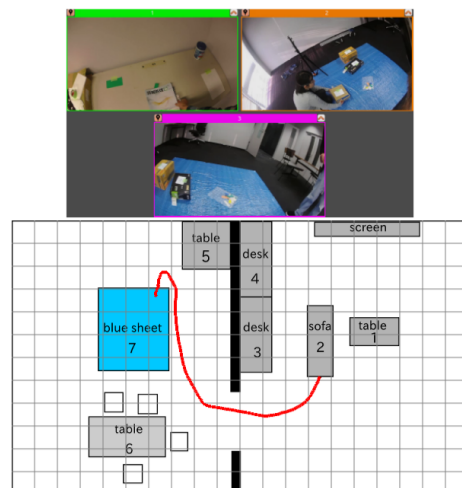 1
2
3
screen
table
5
desk
4
blue sheet
7
desk
3
sofa
2
table
1
table
6